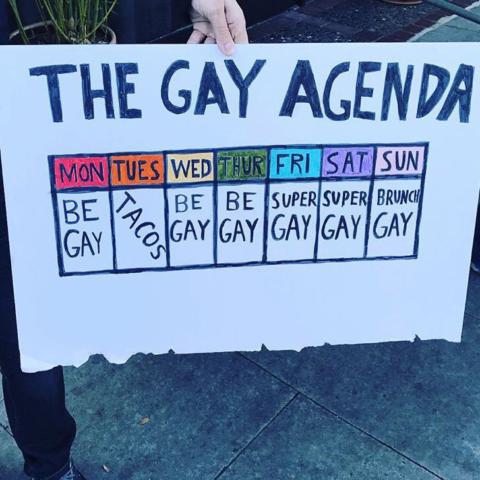 THE GAY AGENDA
MON TUES WED THUR FRI SAT SUN
BE GAY
TACOS
BE GAY
BE GAY
SUPER GAY
SUPER GAY
BRUNCH GAY